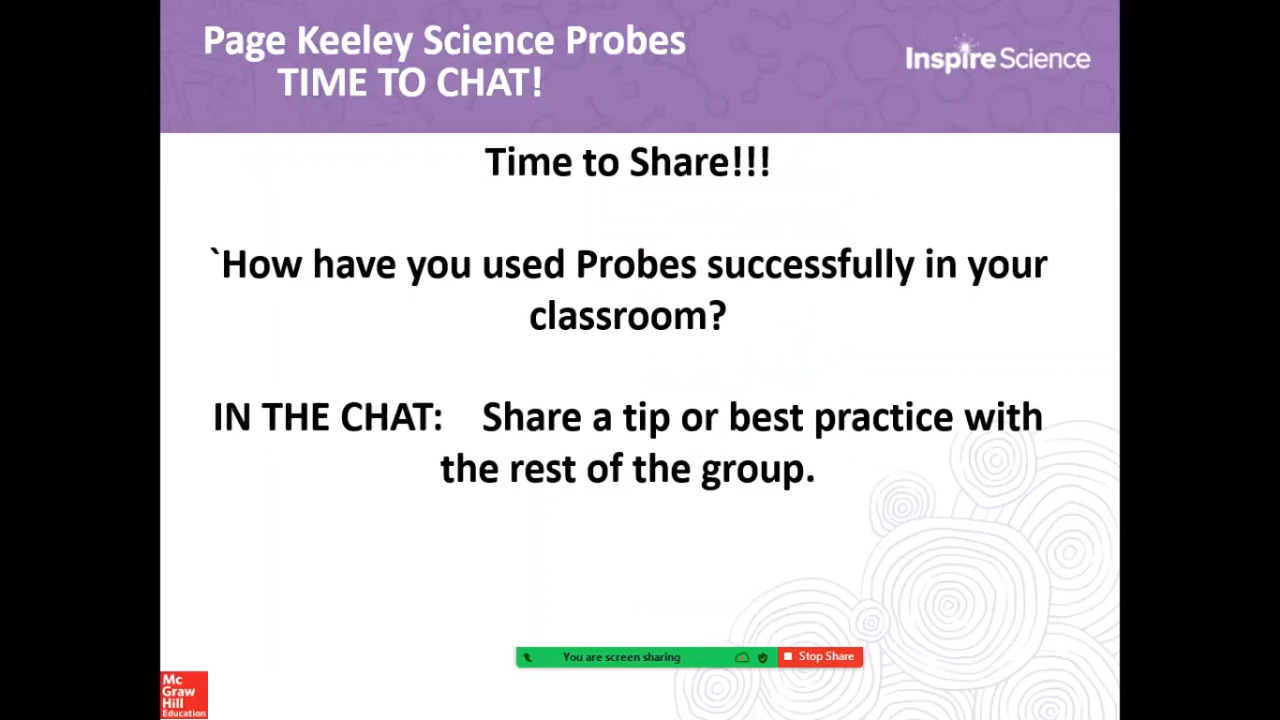 Page Keeley Science Probes
TIME TO CHAT!
Inspire Science
Time to Share!!!
`How have you used Probes successfully in your
classroom?
IN THE CHAT: Share a tip or best practice with
the rest of the group.
You are screen sharing
Stop Share
Mc
Graw
Hill
Education